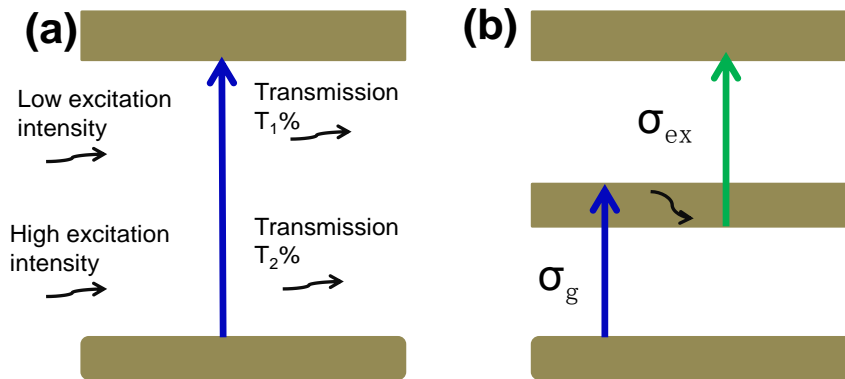 (a)
Low excitation
intensity
Transmission
T₁%
High excitation
intensity
Transmission
T₂%
(b)
σex
σg